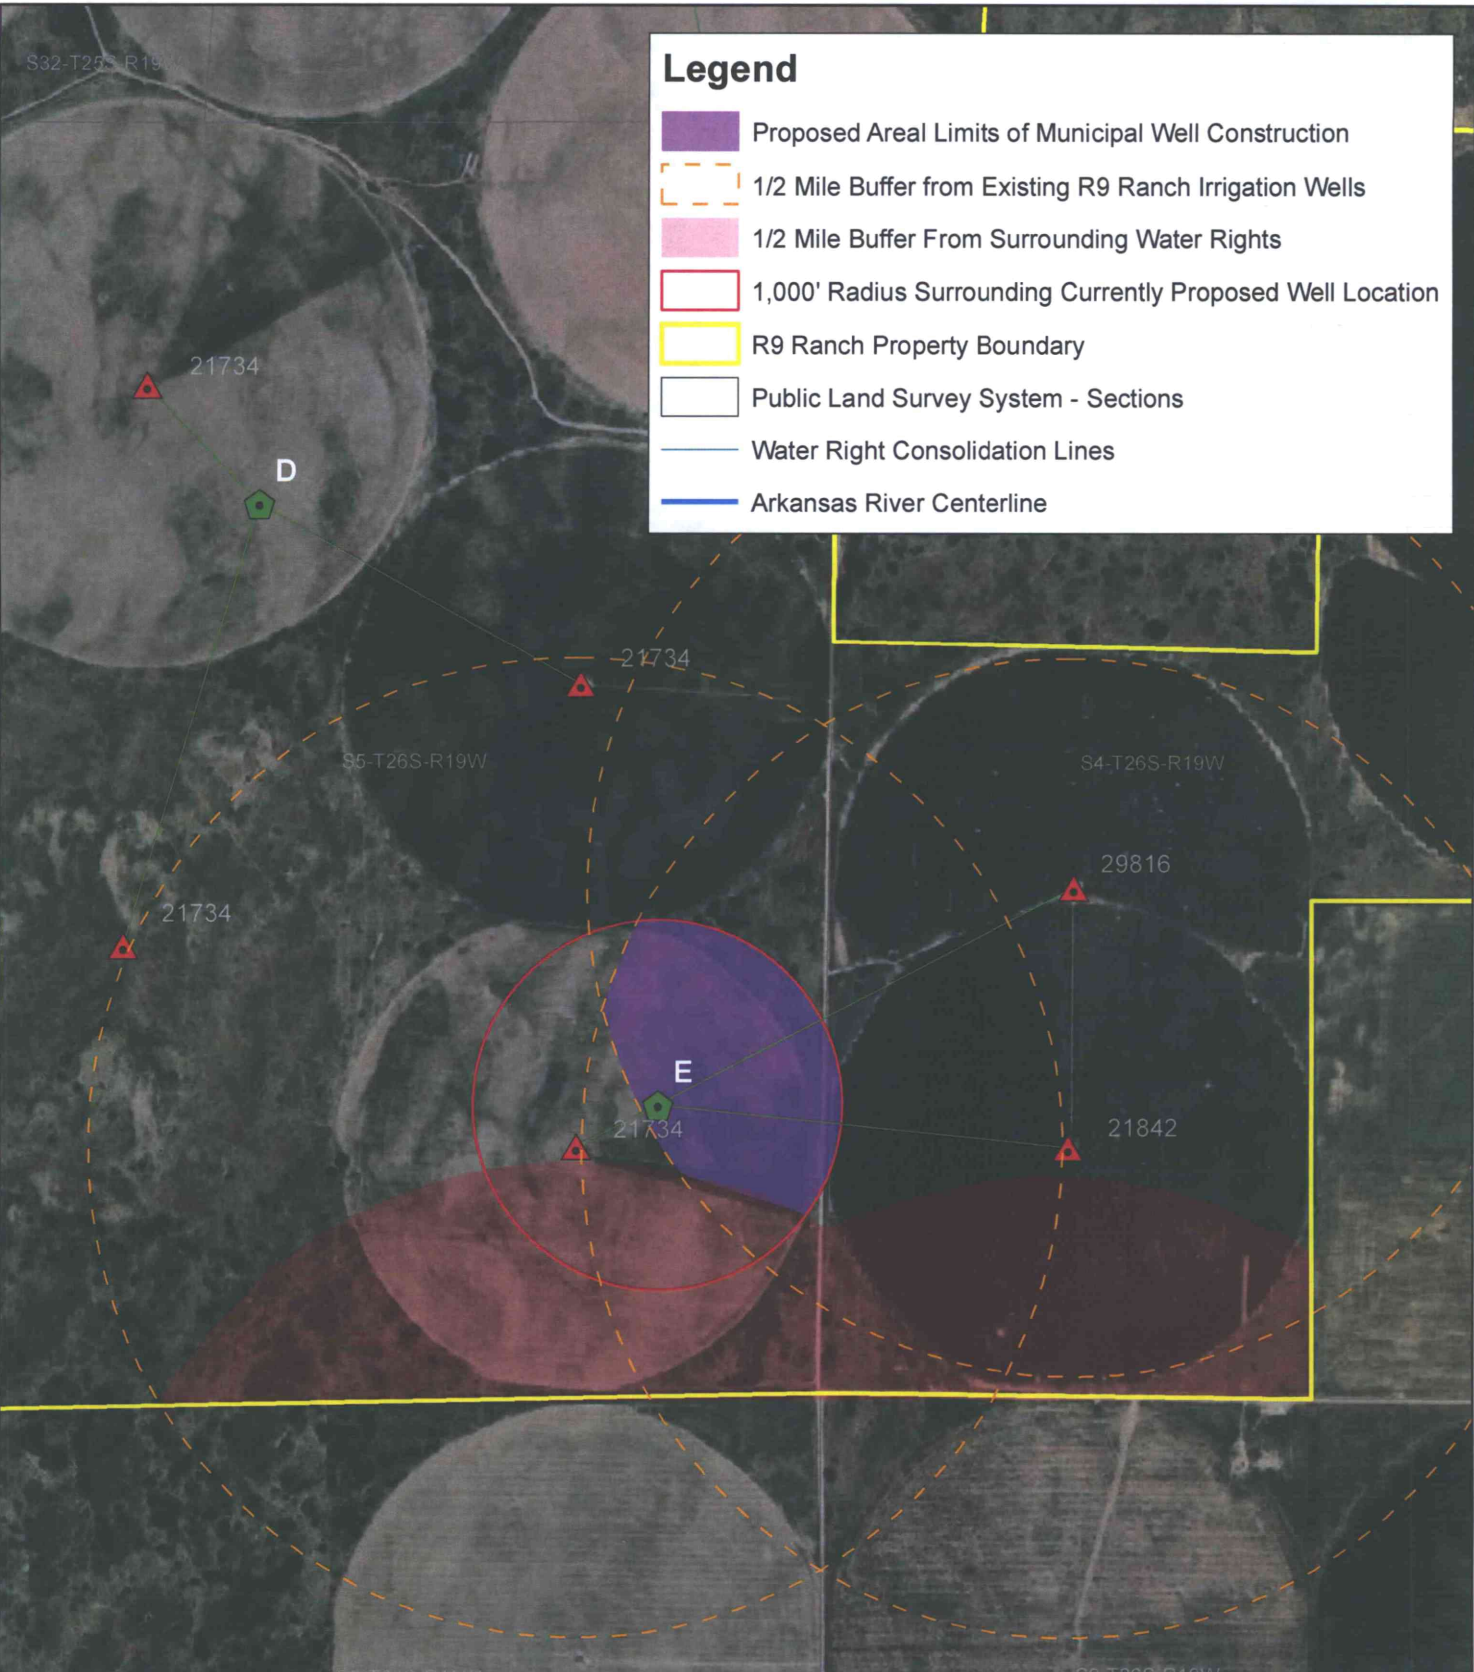 S32-T25S-R19W
Legend
Proposed Areal Limits of Municipal Well Construction
1/2 Mile Buffer from Existing R9 Ranch Irrigation Wells
1/2 Mile Buffer From Surrounding Water Rights
1,000' Radius Surrounding Currently Proposed Well Location
R9 Ranch Property Boundary
Public Land Survey System - Sections
Water Right Consolidation Lines
Arkansas River Centerline
21734
D
21734
S5-T26S-R19W
S4-T26S-R19W
29816
21734
E
21734
21842